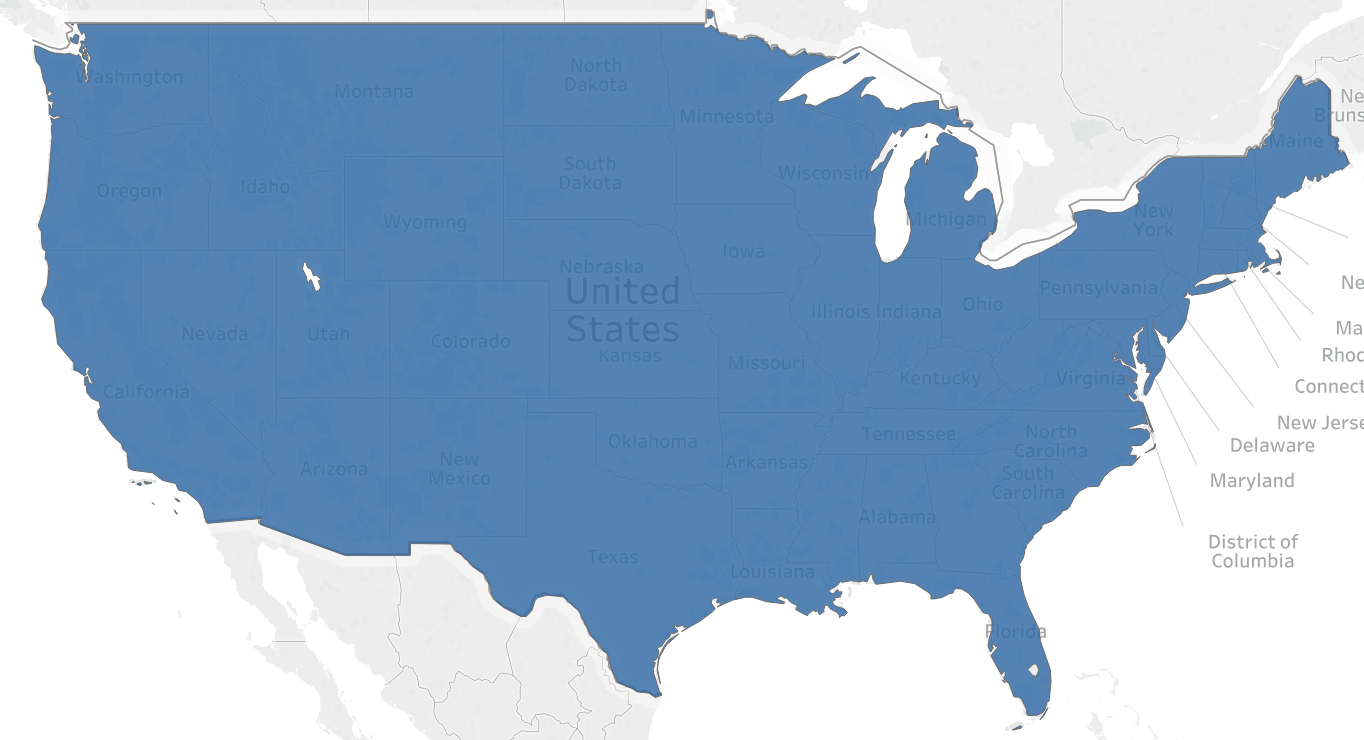 Washington
Montana
North
Dakota
Minnesota
Maine
Ne
Bruns
Oregon
Idaho
South
Dakota
Wisconsin
Wyoming
Michigan
New
York
Iowa
Nebraska
United
States
Pennsylvania
Ne
Illinois Indiana
Ohio
Nevada
Utah
Colorado
Kansas
Missouri
Ma
Rhod
California
Kentucky
Virginia
Connect
Oklahoma
Tennessee
North
Carolina
New Jerse
Delaware
Arizona
New
Mexico
Arkansas
South
Carolina
Maryland
Alabama
Texas
Louisiana
District of
Columbia
Florida